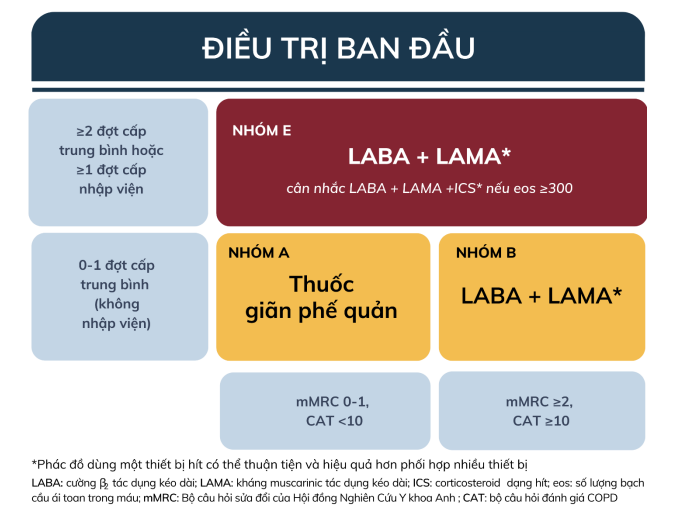 ĐIỀU TRỊ BAN ĐẦU
≥2 đợt cấp
trung bình hoặc
≥1 đợt cấp
nhập viện
NHÓM E
LABA + LAMA*
cân nhắc LABA + LAMA +ICS* nếu eos ≥300
0-1 đợt cấp
trung bình
(không
nhập viện)
NHÓM A
Thuốc
giãn phế quản
NHÓM B
LABA + LAMA*
mMRC 0-1,
CAT <10
mMRC ≥2,
CAT ≥10
*Phác đồ dùng một thiết bị hít có thể thuận tiện và hiệu quả hơn phối hợp nhiều thiết bị
LABA: cường β₂ tác dụng kéo dài; LAMA: kháng muscarinic tác dụng kéo dài; ICS: corticosteroid dạng hít; eos: số lượng bạch
cầu ái toan trong máu; mMRC: Bộ câu hỏi sửa đổi của Hội đồng Nghiên Cứu Y khoa Anh ; CAT: bộ câu hỏi đánh giá COPD